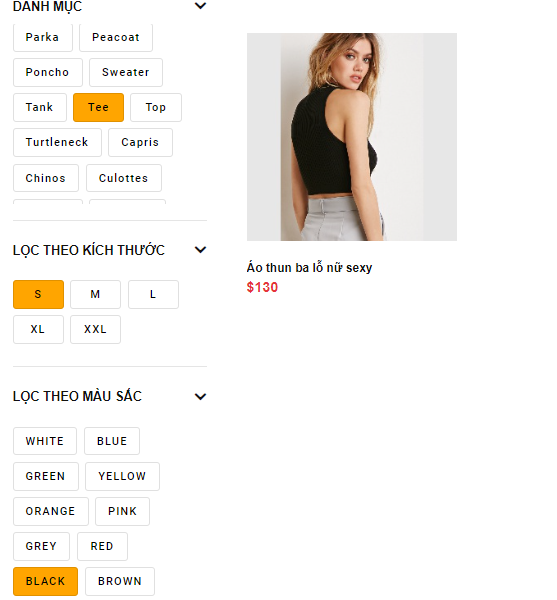 DANH MỤC
Parka
Peacoat
Poncho
Sweater
Tank
Tee
Top
Turtleneck
Capris
Chinos
Culottes
LỌC THEO KÍCH THƯỚC
S
M
L
XL
XXL
LỌC THEO MÀU SẮC
WHITE
BLUE
GREEN
YELLOW
ORANGE
PINK
GREY
RED
BLACK
BROWN
Áo thun ba lỗ nữ sexy
$130